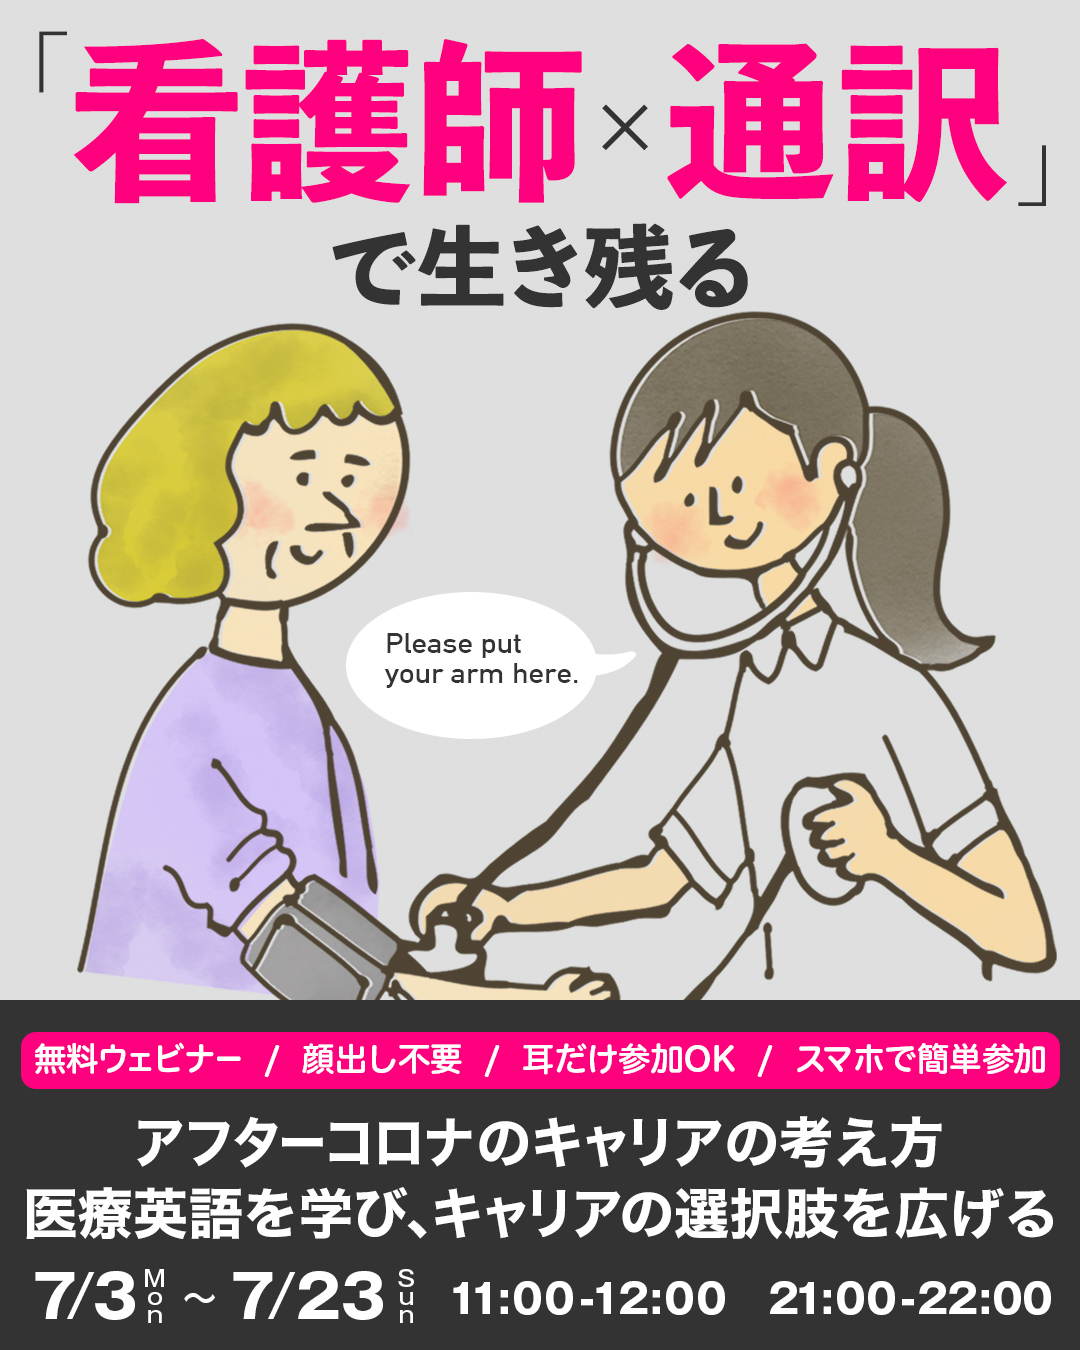 「看護師×通訳」
で生き残る
Please put
your arm here.
無料ウェビナー / 顔出し不要 / 耳だけ参加OK / スマホで簡単参加
アフターコロナのキャリアの考え方
医療英語を学び、キャリアの選択肢を広げる
7/3 Mon ～ 7/23 Sun 11:00-12:00 21:00-22:00